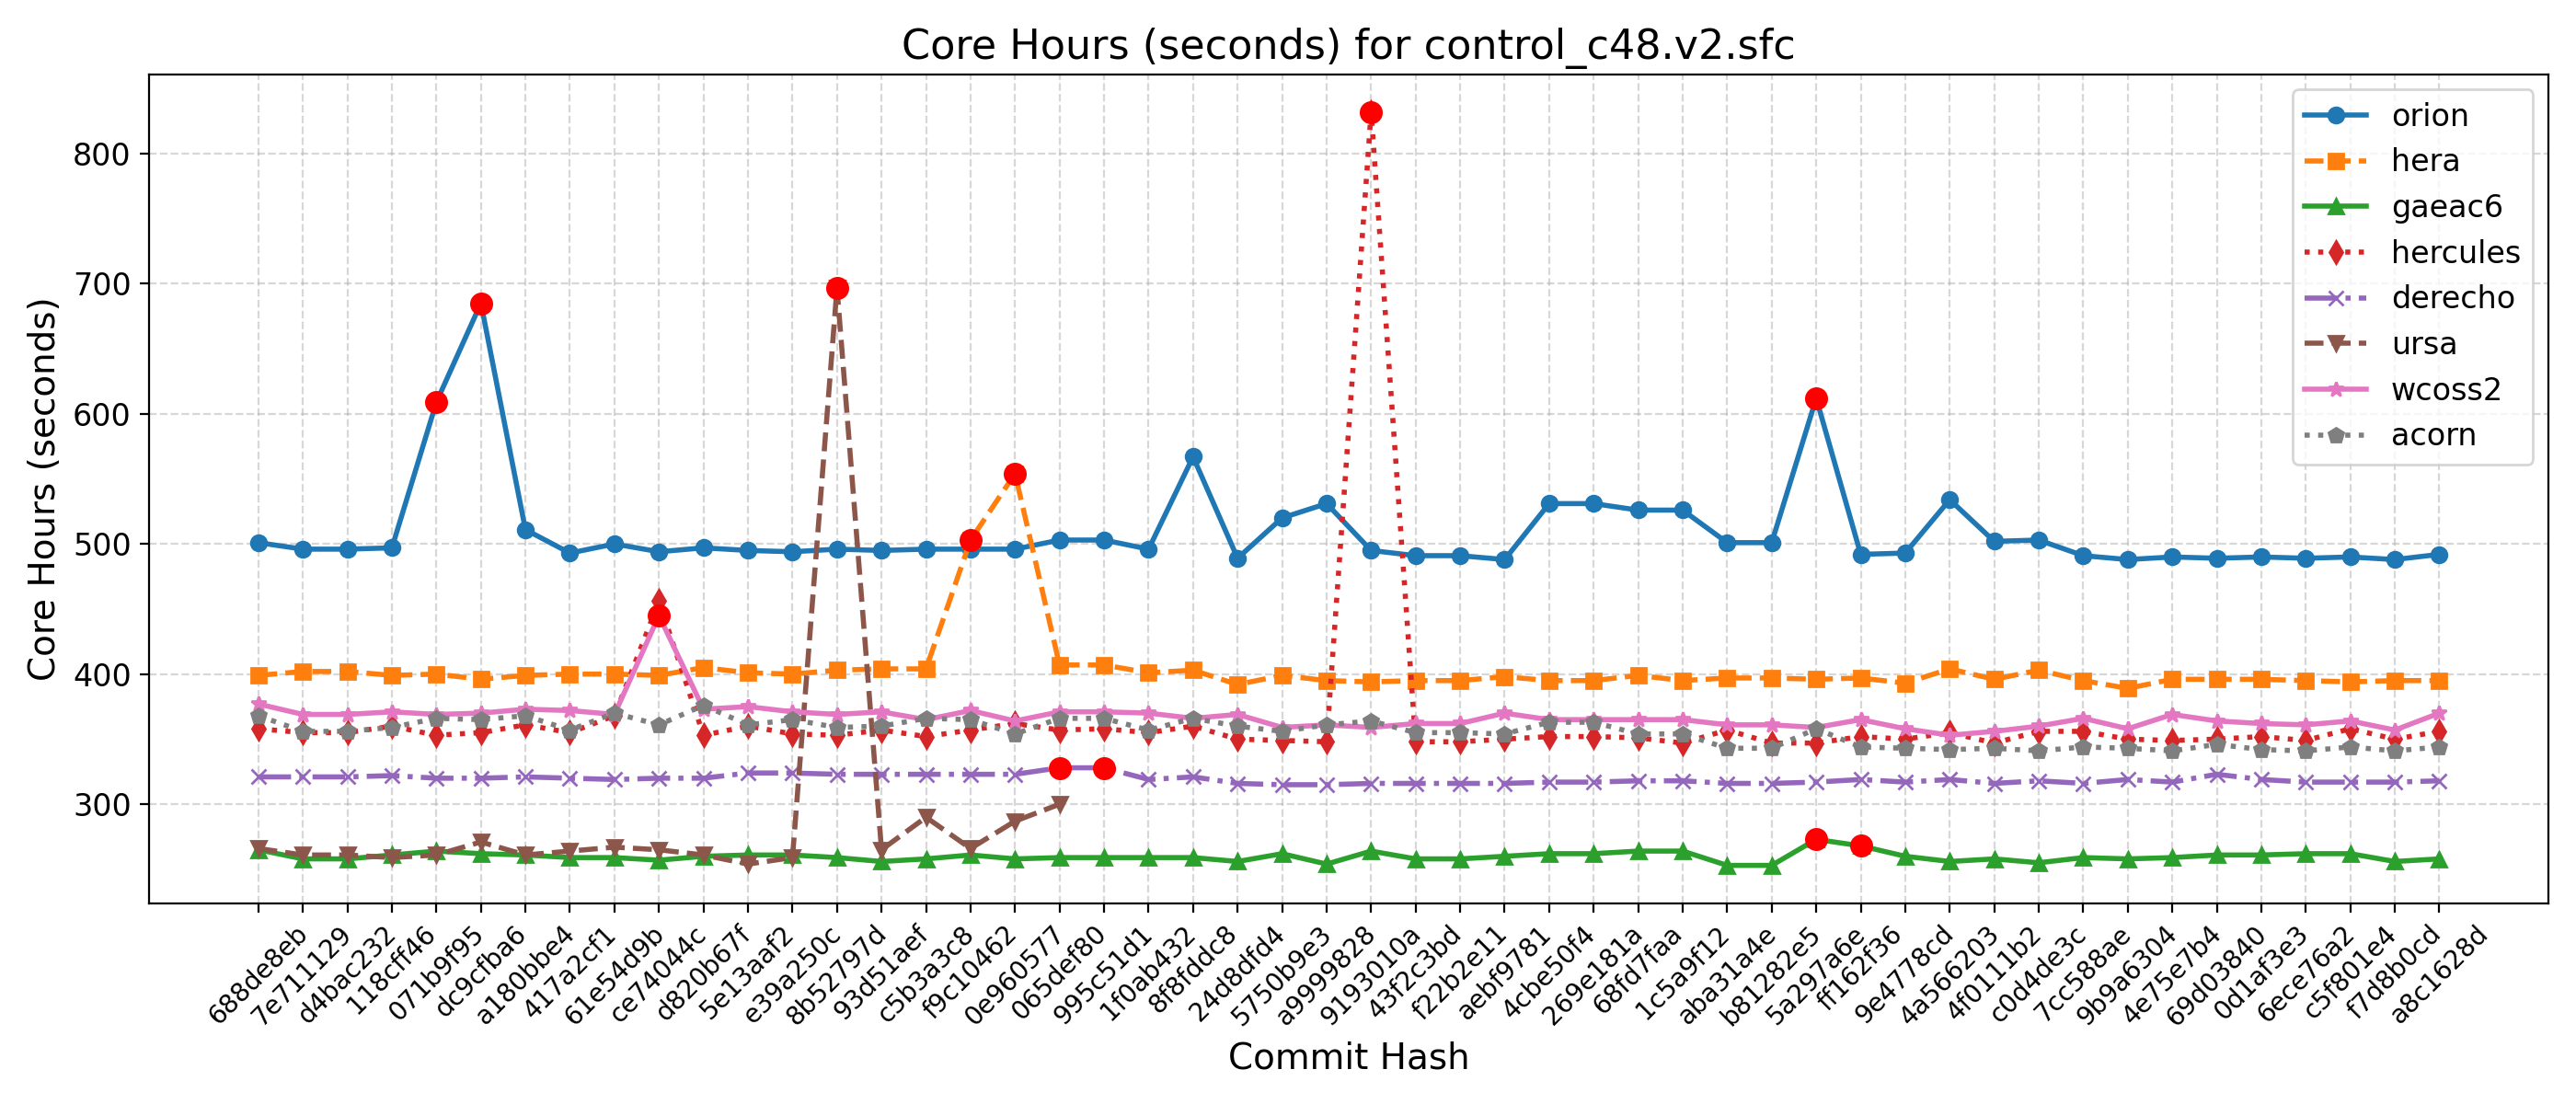 Core Hours (seconds) for control_c48.v2.sfc
Core Hours (seconds)
800
700
600
500
400
300
orion
hera
gaeac6
hercules
derecho
ursa
wcoss2
acorn
688de8eb
7e711129
d4bac232
118cff46
071b9f95
dc9cfba6
a180bbe4
417a2cf1
61e54d9b
ce74044c
d820b67f
5e13aaf2
e39a250c
8b52797d
93d51aef
c5b3a3c8
f9c10462
0e960577
065def80
995c51d1
1f0ab432
8f8fddc8
24d8dfd4
5750b9e3
a9999828
9193010a
43f2c3bd
f22b2e11
aebf9781
4cbe50f4
269e181a
68fd7faa
1c5a9f12
aba31a4e
b81282e5
5a297a6e
ff162f36
9e4778cd
4a566203
4f0111b2
c0d4de3c
7cc588ae
9b9a6304
4e75e7b4
69d03840
0d1af3e3
6ece76a2
c5f801e4
f7d8b0cd
a8c1628d
Commit Hash